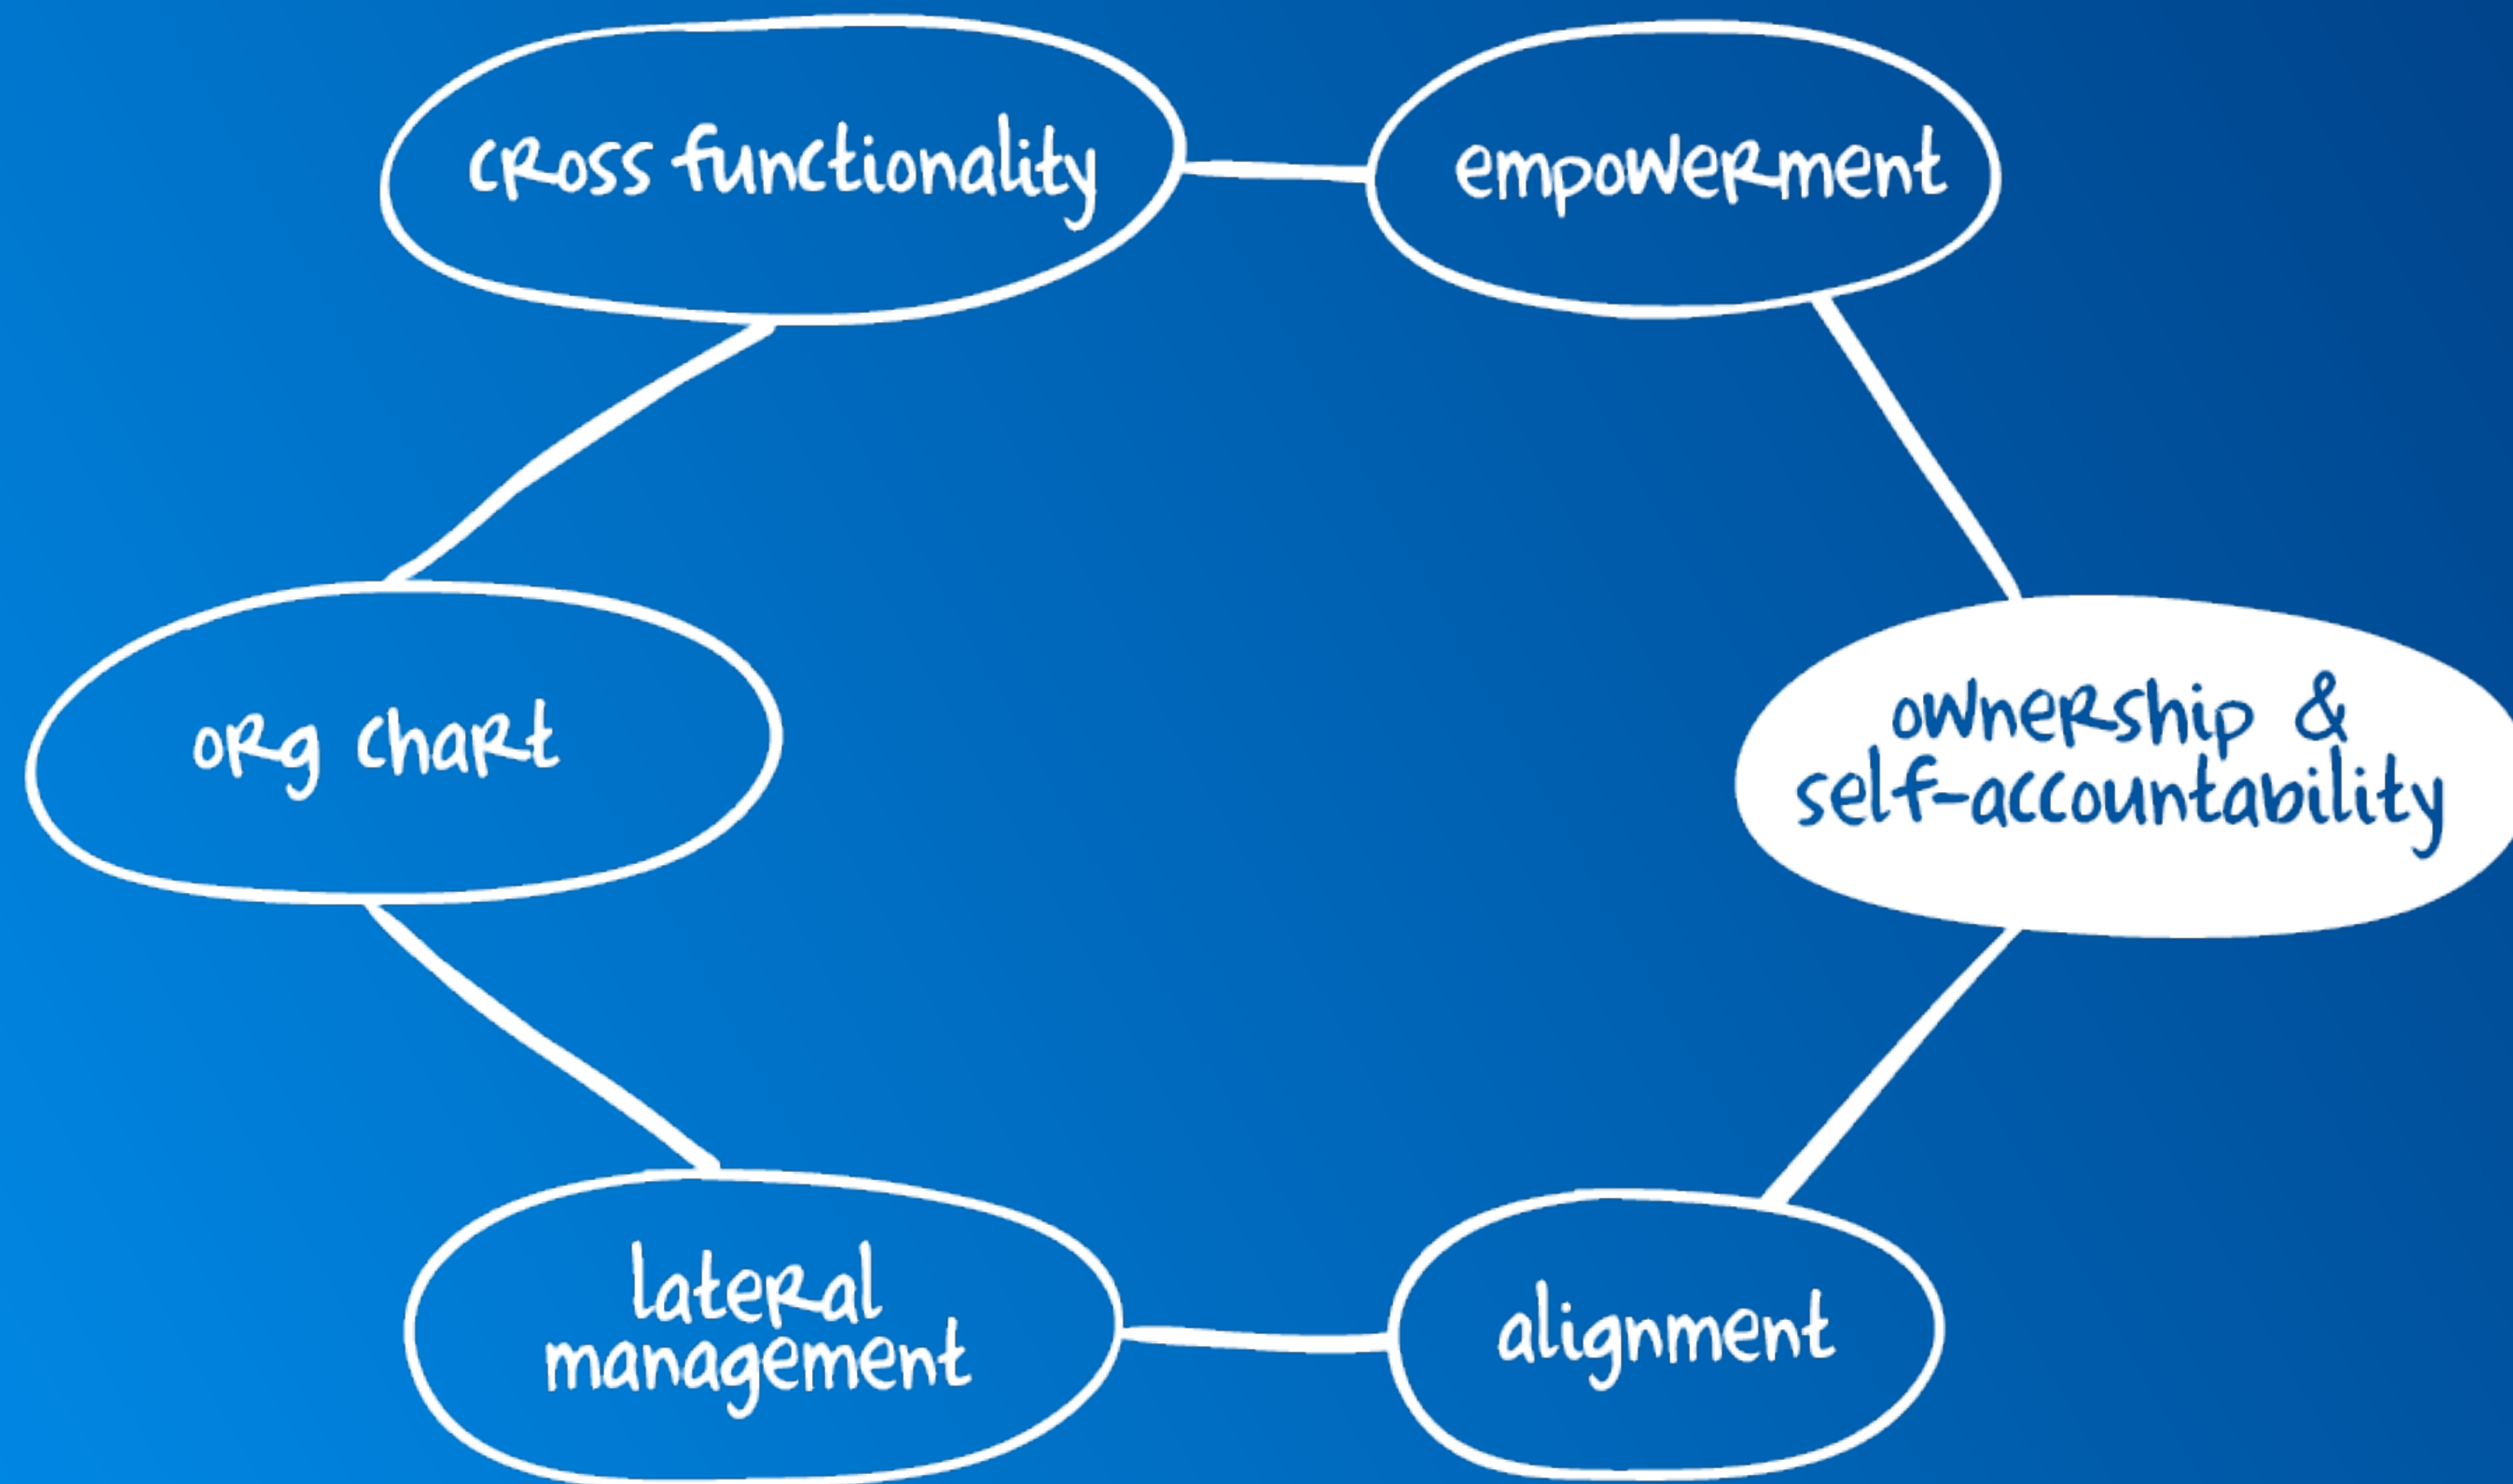 cross functionality
empowerment
org chart
ownership &
self-accountability
lateral
management
alignment